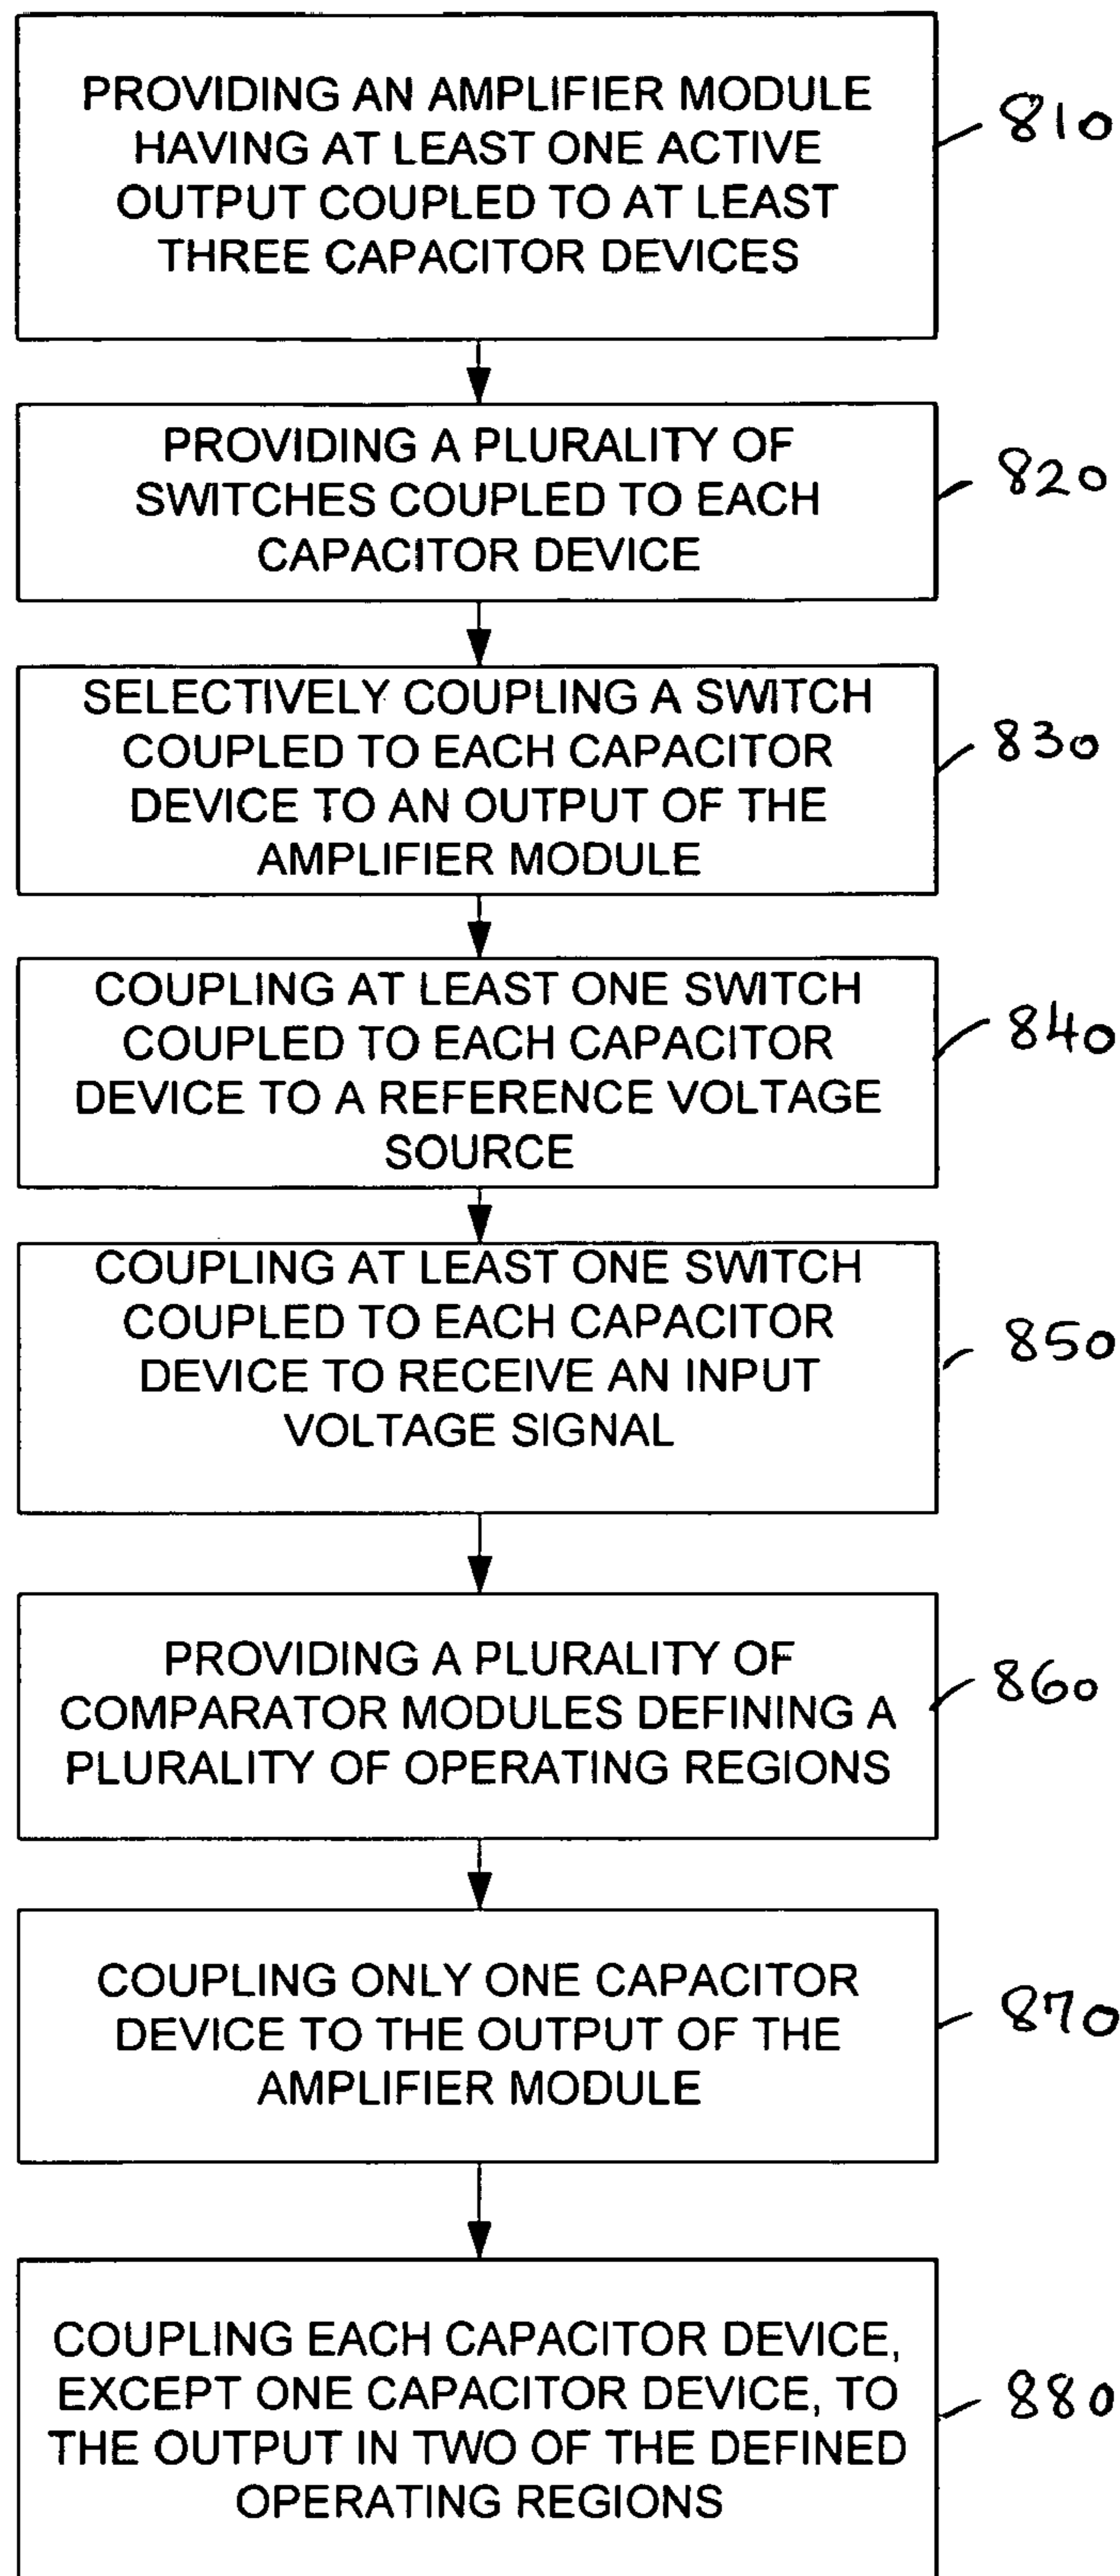 PROVIDING AN AMPLIFIER MODULE
HAVING AT LEAST ONE ACTIVE
OUTPUT COUPLED TO AT LEAST
THREE CAPACITOR DEVICES
810
PROVIDING A PLURALITY OF
SWITCHES COUPLED TO EACH
CAPACITOR DEVICE
820
SELECTIVELY COUPLING A SWITCH
COUPLED TO EACH CAPACITOR
DEVICE TO AN OUTPUT OF THE
AMPLIFIER MODULE
830
COUPLING AT LEAST ONE SWITCH
COUPLED TO EACH CAPACITOR
DEVICE TO A REFERENCE VOLTAGE
SOURCE
840
COUPLING AT LEAST ONE SWITCH
COUPLED TO EACH CAPACITOR
DEVICE TO RECEIVE AN INPUT
VOLTAGE SIGNAL
850
PROVIDING A PLURALITY OF
COMPARATOR MODULES DEFINING A
PLURALITY OF OPERATING REGIONS
860
COUPLING ONLY ONE CAPACITOR
DEVICE TO THE OUTPUT OF THE
AMPLIFIER MODULE
870
COUPLING EACH CAPACITOR DEVICE,
EXCEPT ONE CAPACITOR DEVICE, TO
THE OUTPUT IN TWO OF THE DEFINED
OPERATING REGIONS
880